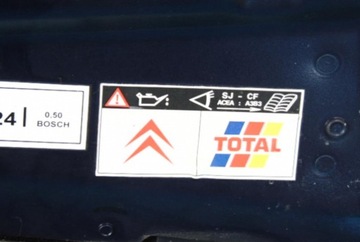 SJ - CF
ACEA : A3B3
24
0.50
BOSCH
TOTAL